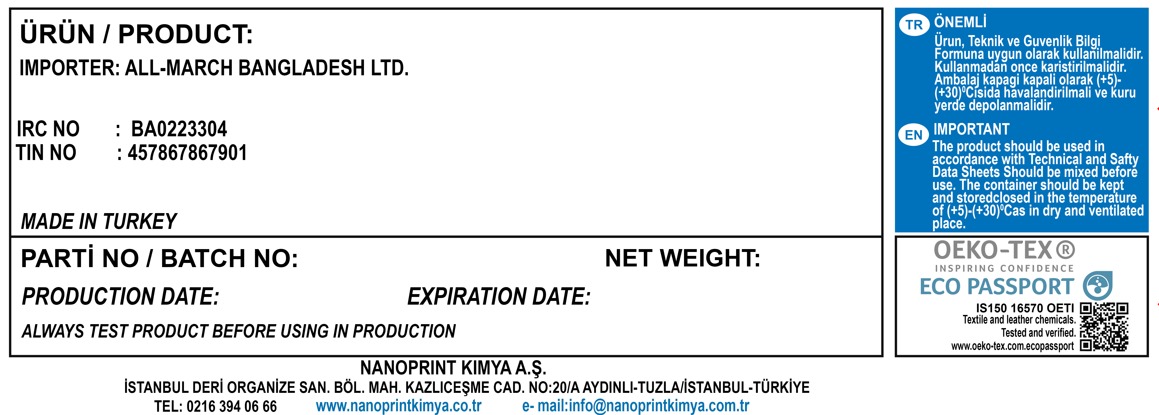 ÜRÜN / PRODUCT:
IMPORTER: ALL-MARCH BANGLADESH LTD.
IRC NO : BA0223304
TIN NO : 457867867901
MADE IN TURKEY
PARTİ NO / BATCH NO: NET WEIGHT:
PRODUCTION DATE: EXPIRATION DATE:
ALWAYS TEST PRODUCT BEFORE USING IN PRODUCTION
TR ÖNEMLİ
Ürun, Teknik ve Guvenlik Bilgi
Formuna uygun olarak kullanilmalidir.
Kullanmadan once karistirilmalidir.
Ambalaj kapagi kapali olarak (+5)-
(+30)⁰Cisida havalandirilmali ve kuru
yerde depolanmalidir.
EN IMPORTANT
The product should be used in
accordance with Technical and Safty
Data Sheets Should be mixed before
use. The container should be kept
and storedclosed in the temperature
of (+5)-(+30)⁰Cas in dry and ventilated
place.
OEKO-TEX®
INSPIRING CONFIDENCE
ECO PASSPORT
IS150 16570 OETI
Textile and leather chemicals.
Tested and verified.
www.oeko-tex.com.ecopassport
NANOPRINT KIMYA A.Ş.
İSTANBUL DERİ ORGANİZE SAN. BÖL. MAH. KAZLICEŞME CAD. NO:20/A AYDINLI-TUZLA/İSTANBUL-TÜRKİYE
TEL: 0216 394 06 66 www.nanoprintkimya.co.tr e- mail:info@nanoprintkimya.com.tr